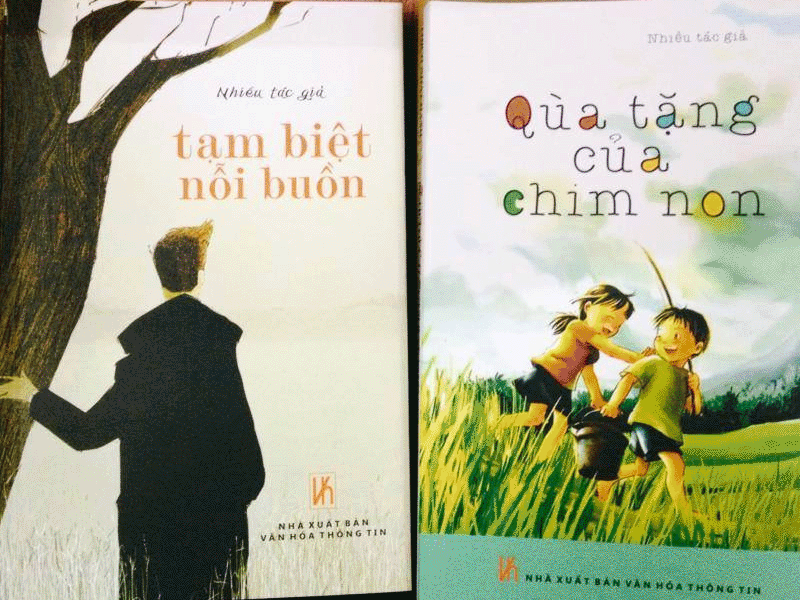 Nhiều tác giả
tạm biệt
nỗi buồn
NHÀ XUẤT BẢN
VĂN HÓA THÔNG TIN
Nhiều tác giả
Qùa tặng
của
chim non
NHÀ XUẤT BẢN VĂN HÓA THÔNG TIN